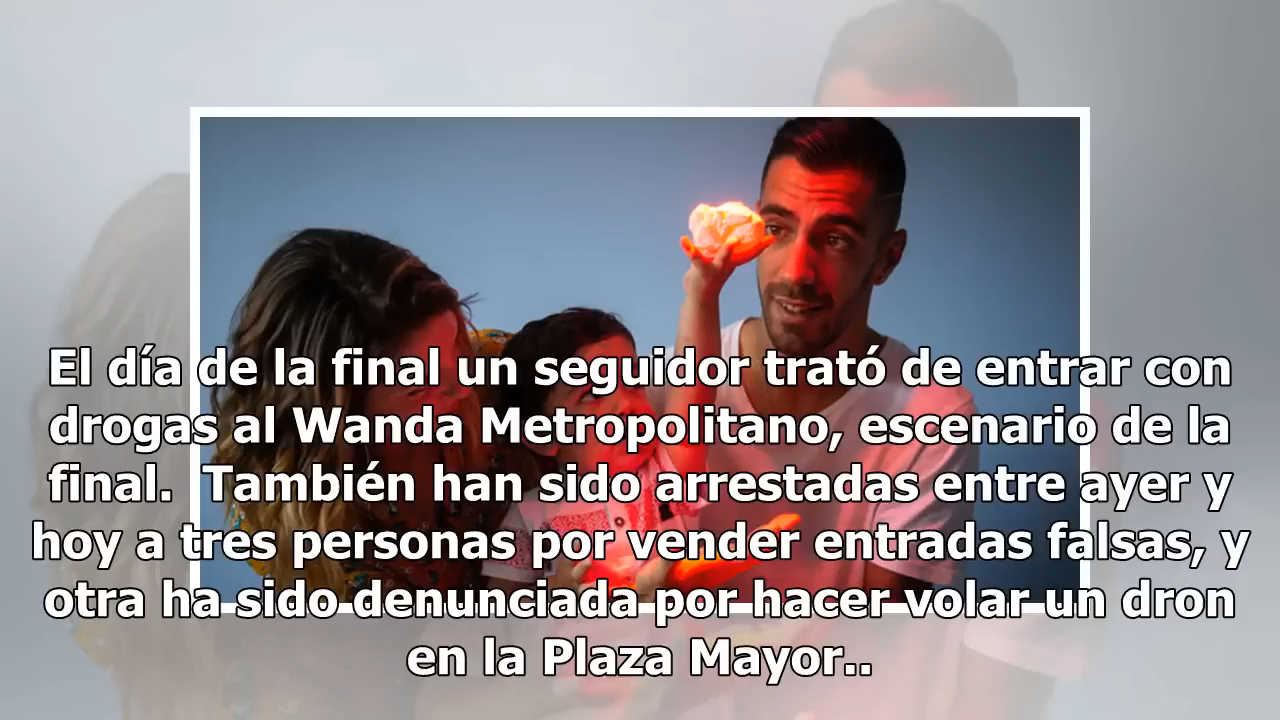 El día de la final un seguidor trató de entrar con
drogas al Wanda Metropolitano, escenario de la
final.  También han sido arrestadas entre ayer y
hoy a tres personas por vender entradas falsas, y
otra ha sido denunciada por hacer volar un dron
en la Plaza Mayor..